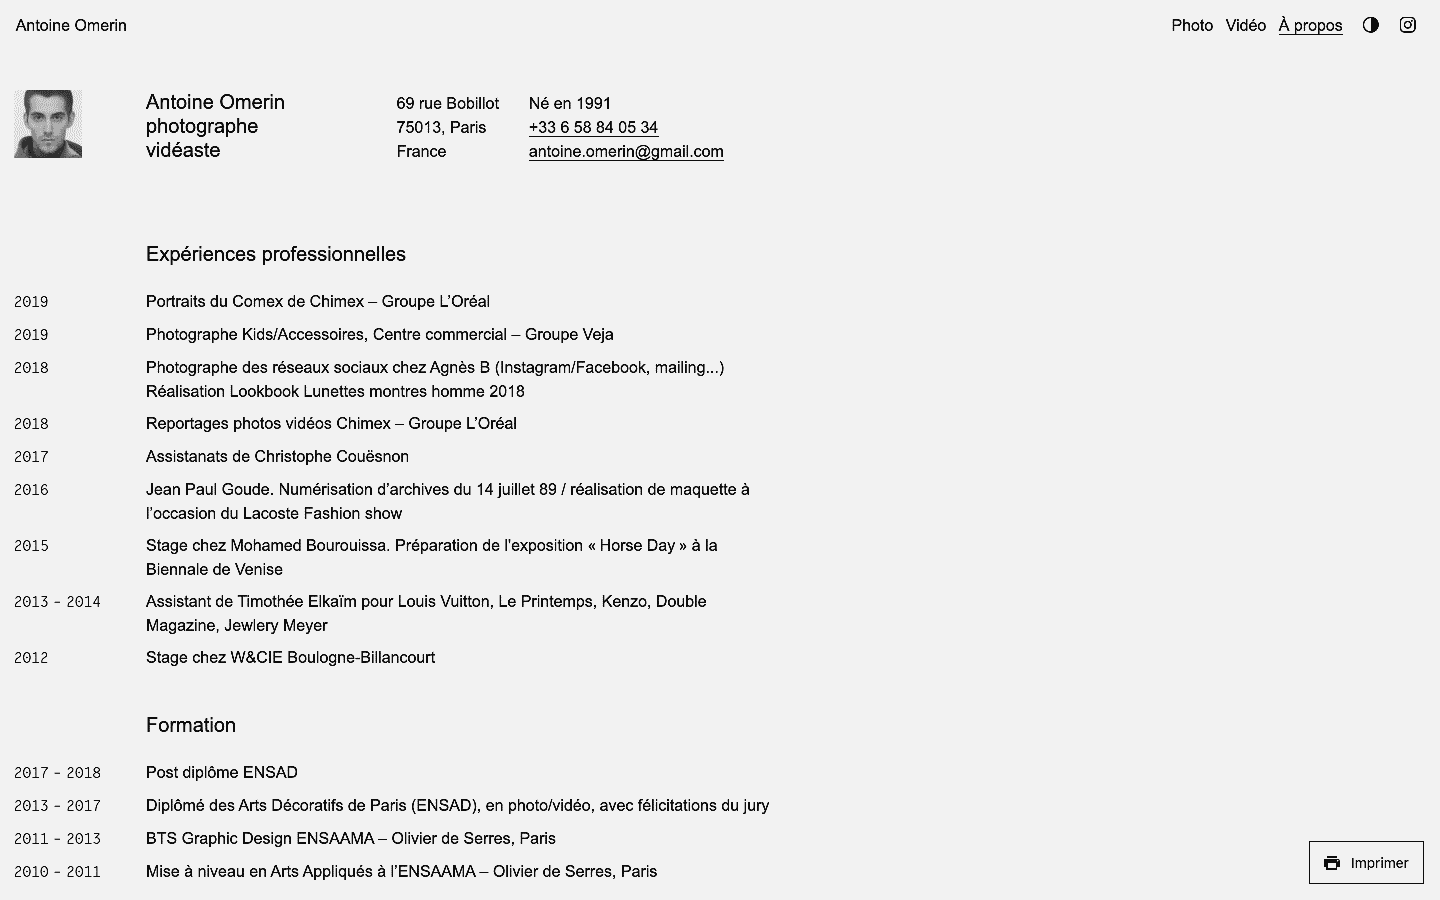 Antoine Omerin
Photo Vidéo À propos
Antoine Omerin
photographe
vidéaste
69 rue Bobillot
75013, Paris
France
Né en 1991
+33 6 58 84 05 34
antoine.omerin@gmail.com
Expériences professionnelles
2019 Portraits du Comex de Chimex – Groupe L’Oréal
2019 Photographe Kids/Accessoires, Centre commercial – Groupe Veja
2018 Photographe des réseaux sociaux chez Agnès B (Instagram/Facebook, mailing...)
Réalisation Lookbook Lunettes montres homme 2018
2018 Reportages photos vidéos Chimex – Groupe L’Oréal
2017 Assistanats de Christophe Couësnon
2016 Jean Paul Goude. Numérisation d’archives du 14 juillet 89 / réalisation de maquette à
l’occasion du Lacoste Fashion show
2015 Stage chez Mohamed Bourouissa. Préparation de l'exposition « Horse Day » à la
Biennale de Venise
2013 - 2014 Assistant de Timothée Elkaïm pour Louis Vuitton, Le Printemps, Kenzo, Double
Magazine, Jewlery Meyer
2012 Stage chez W&CIE Boulogne-Billancourt
Formation
2017 - 2018 Post diplôme ENSAD
2013 - 2017 Diplômé des Arts Décoratifs de Paris (ENSAD), en photo/vidéo, avec félicitations du jury
2011 - 2013 BTS Graphic Design ENSAAMA – Olivier de Serres, Paris
2010 - 2011 Mise à niveau en Arts Appliqués à l’ENSAAMA – Olivier de Serres, Paris
Imprimer